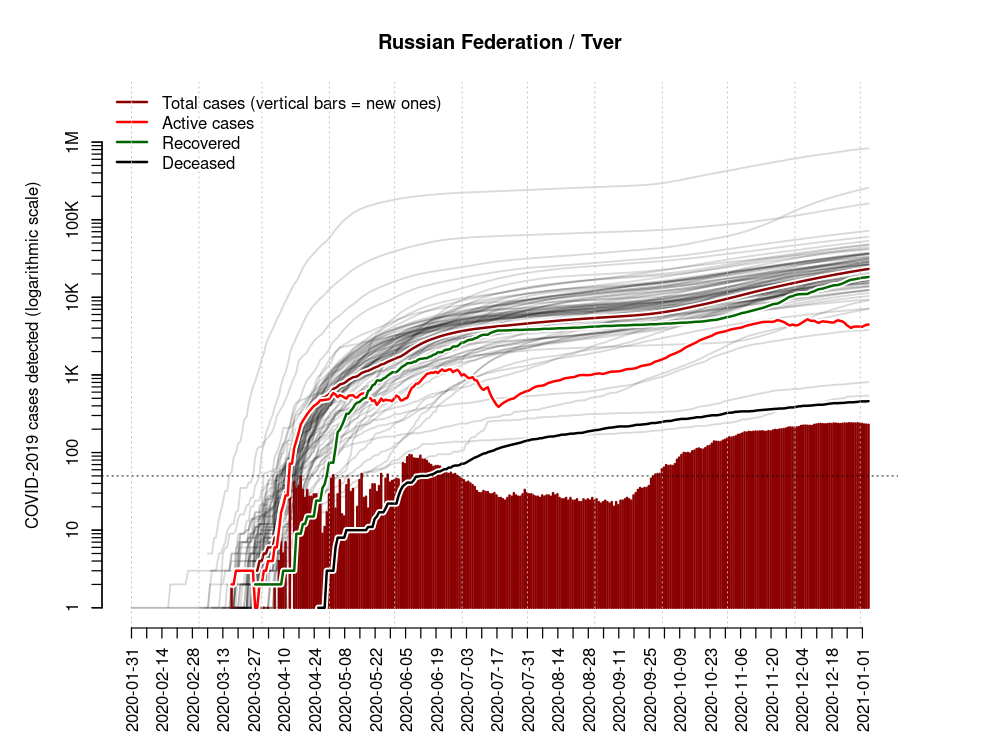 Russian Federation / Tver
Total cases (vertical bars = new ones)
Active cases
Recovered
Deceased
COVID-2019 cases detected (logarithmic scale)
1M
100K
10K
1K
100
10
1
2020-01-31
2020-02-14
2020-02-28
2020-03-13
2020-03-27
2020-04-10
2020-04-24
2020-05-08
2020-05-22
2020-06-05
2020-06-19
2020-07-03
2020-07-17
2020-07-31
2020-08-14
2020-08-28
2020-09-11
2020-09-25
2020-10-09
2020-10-23
2020-11-06
2020-11-20
2020-12-04
2020-12-18
2021-01-01